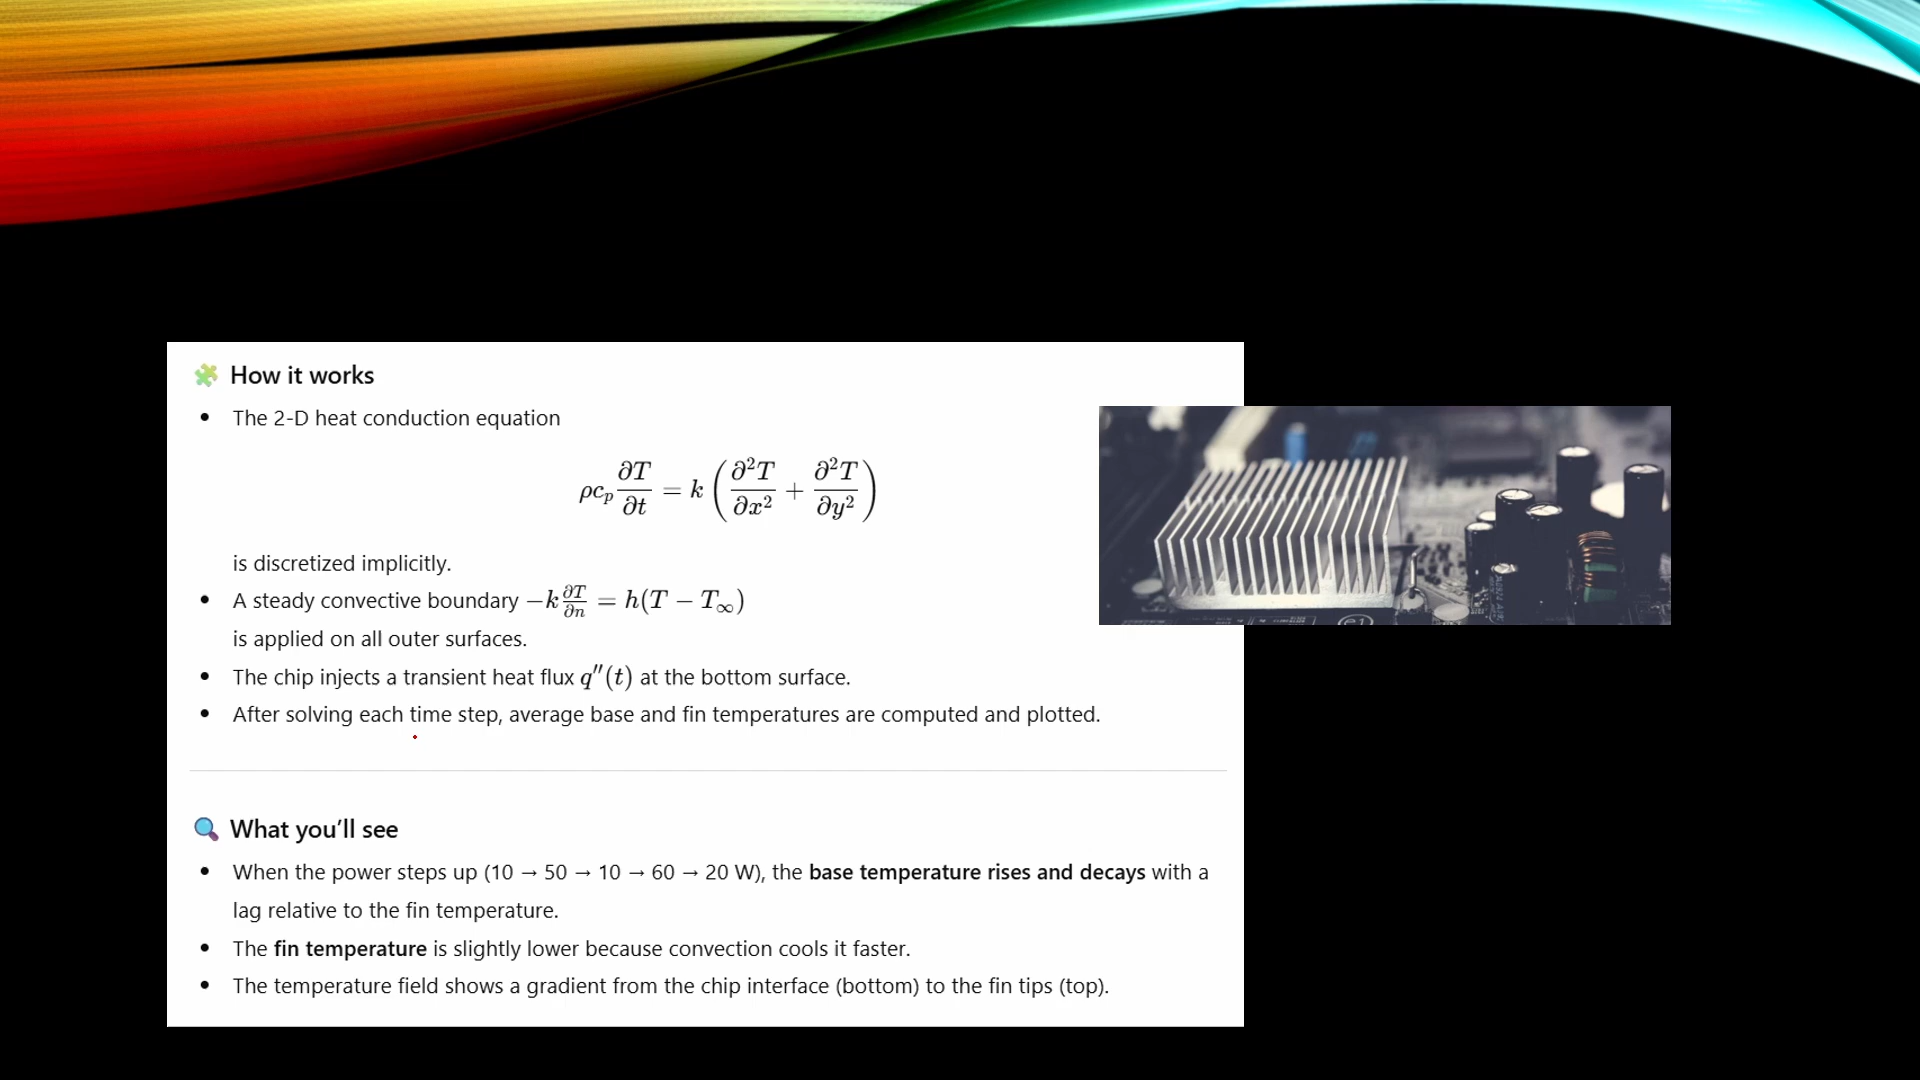 How it works
• The 2-D heat conduction equation
ρc_p ∂T/∂t = k (∂²T/∂x² + ∂²T/∂y²)
is discretized implicitly.
• A steady convective boundary −k ∂T/∂n = h(T − T∞)
is applied on all outer surfaces.
• The chip injects a transient heat flux q″(t) at the bottom surface.
• After solving each time step, average base and fin temperatures are computed and plotted.
What you’ll see
• When the power steps up (10 → 50 → 10 → 60 → 20 W), the base temperature rises and decays with a
lag relative to the fin temperature.
• The fin temperature is slightly lower because convection cools it faster.
• The temperature field shows a gradient from the chip interface (bottom) to the fin tips (top).